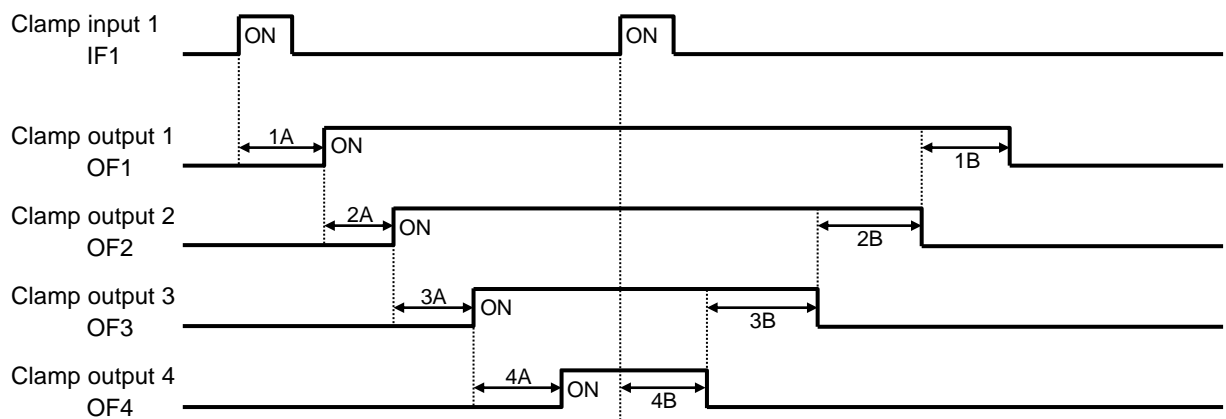 Clamp input 1
IF1
ON
ON
Clamp output 1
OF1
1A
ON
1B
Clamp output 2
OF2
2A
ON
2B
Clamp output 3
OF3
3A
ON
3B
Clamp output 4
OF4
4A
ON
4B